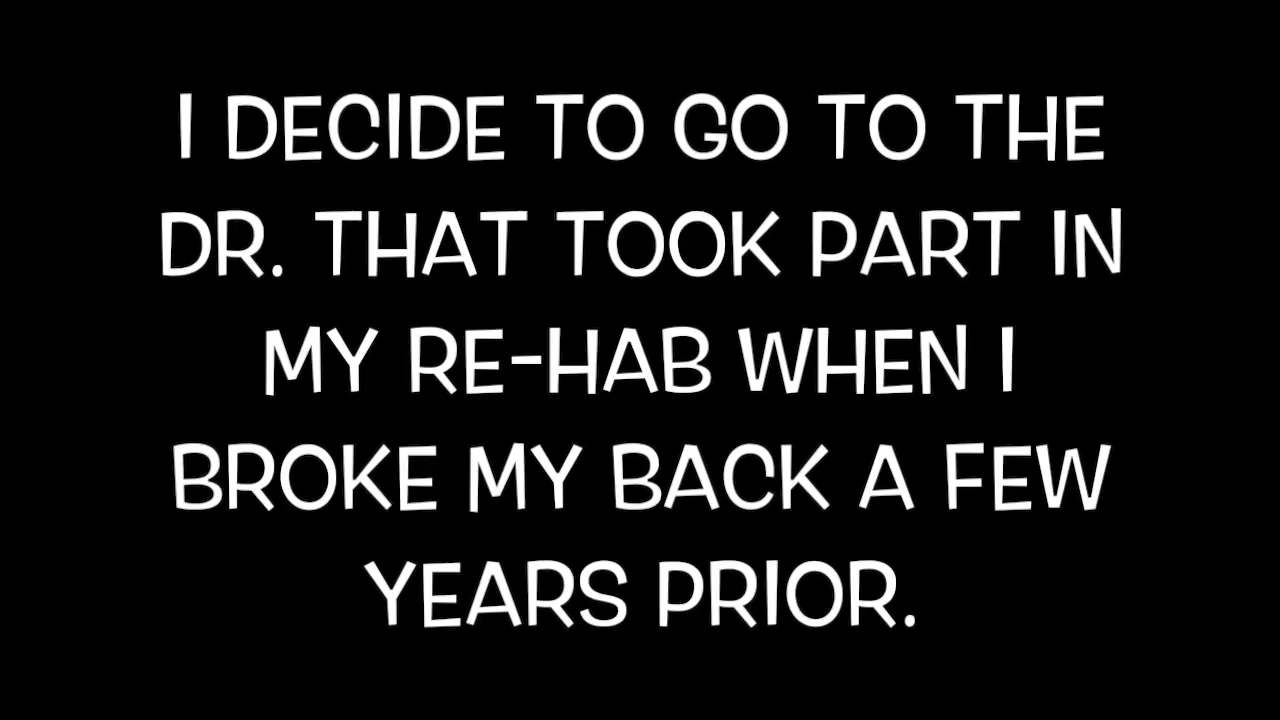 I DECIDE TO GO TO THE
DR. THAT TOOK PART IN
MY RE-HAB WHEN I
BROKE MY BACK A FEW
YEARS PRIOR.